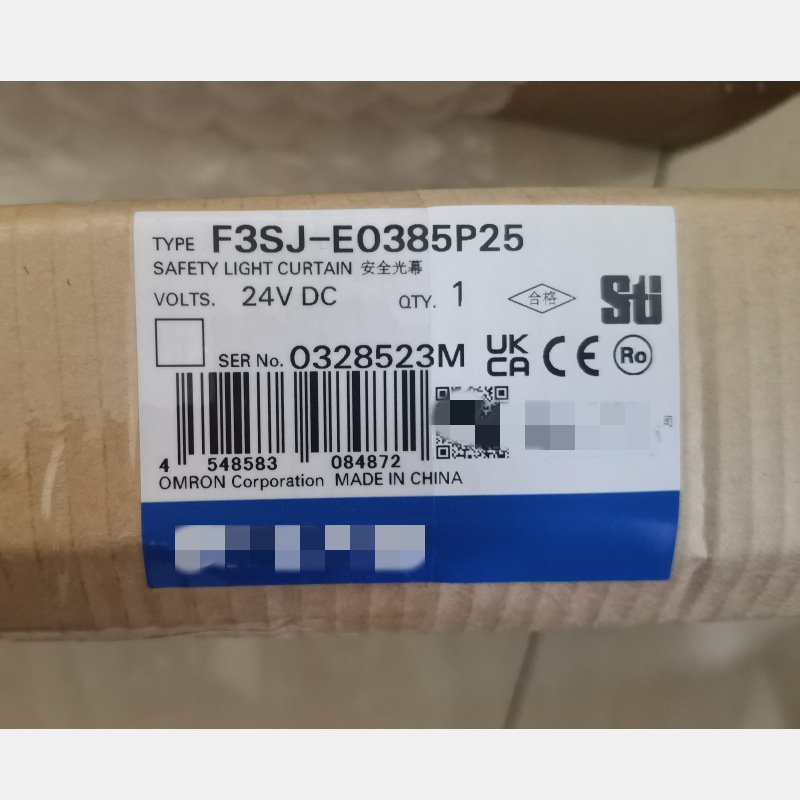 TYPE F3SJ-E0385P25
SAFETY LIGHT CURTAIN 安全光幕
VOLTS. 24V DC QTY. 1 合格 Sti
SER No. 0328523M UK CA CE Ro
4 548583 084872
OMRON Corporation MADE IN CHINA